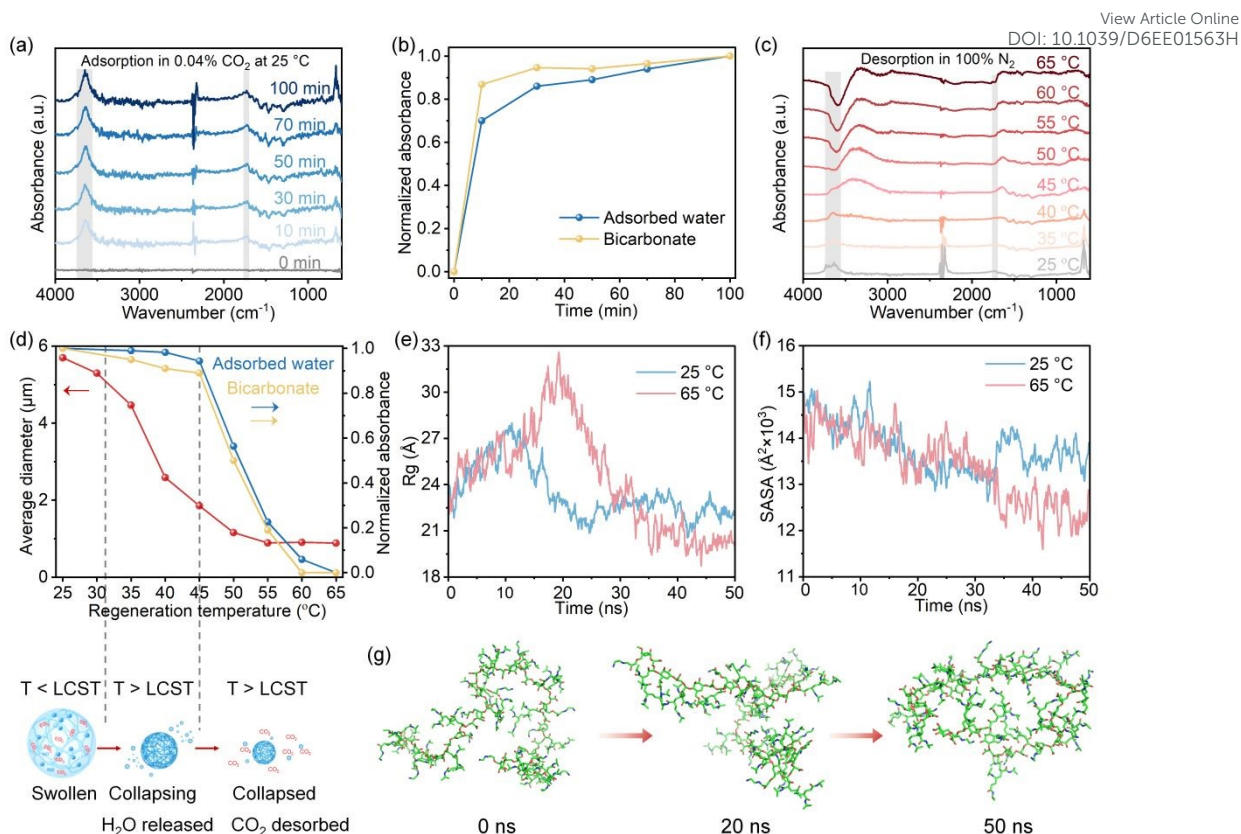 View Article Online
DOI: 10.1039/D6EE01563H
(a)
Adsorption in 0.04% CO2 at 25 °C
100 min
70 min
50 min
30 min
10 min
0 min
Absorbance (a.u.)
4000 3000 2000 1000
Wavenumber (cm-1)
(b)
1.0
0.8
0.6
0.4
0.2
0.0
Normalized absorbance
Adsorbed water
Bicarbonate
0 20 40 60 80 100
Time (min)
(c)
Desorption in 100% N2
65 °C
60 °C
55 °C
50 °C
45 °C
40 °C
35 °C
25 °C
Absorbance (a.u.)
4000 3000 2000 1000
Wavenumber (cm-1)
(d)
6
4
2
0
Average diameter (µm)
Adsorbed water
Bicarbonate
1.0
0.8
0.6
0.4
0.2
0.0
Normalized absorbance
25 30 35 40 45 50 55 60 65
Regeneration temperature (°C)
T < LCST T > LCST T > LCST
CO2 CO2 CO2 CO2 CO2
Swollen Collapsing Collapsed
H2O released CO2 desorbed
(e)
33
30
27
24
21
18
Rg (Å)
25 °C
65 °C
0 10 20 30 40 50
Time (ns)
(f)
16
15
14
13
12
11
SASA (Å2×103)
25 °C
65 °C
0 10 20 30 40 50
Time (ns)
(g)
0 ns 20 ns 50 ns